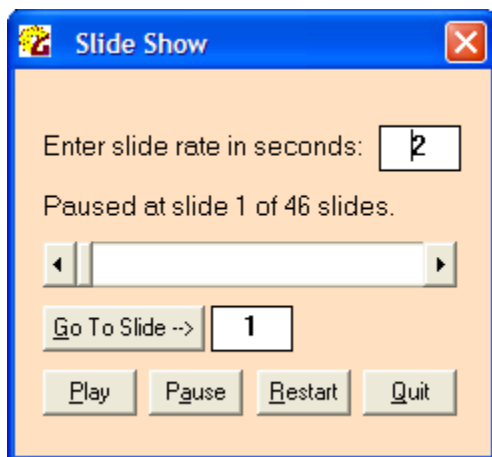 Slide Show
Enter slide rate in seconds: 2
Paused at slide 1 of 46 slides.
Go To Slide --> 1
Play Pause Restart Quit